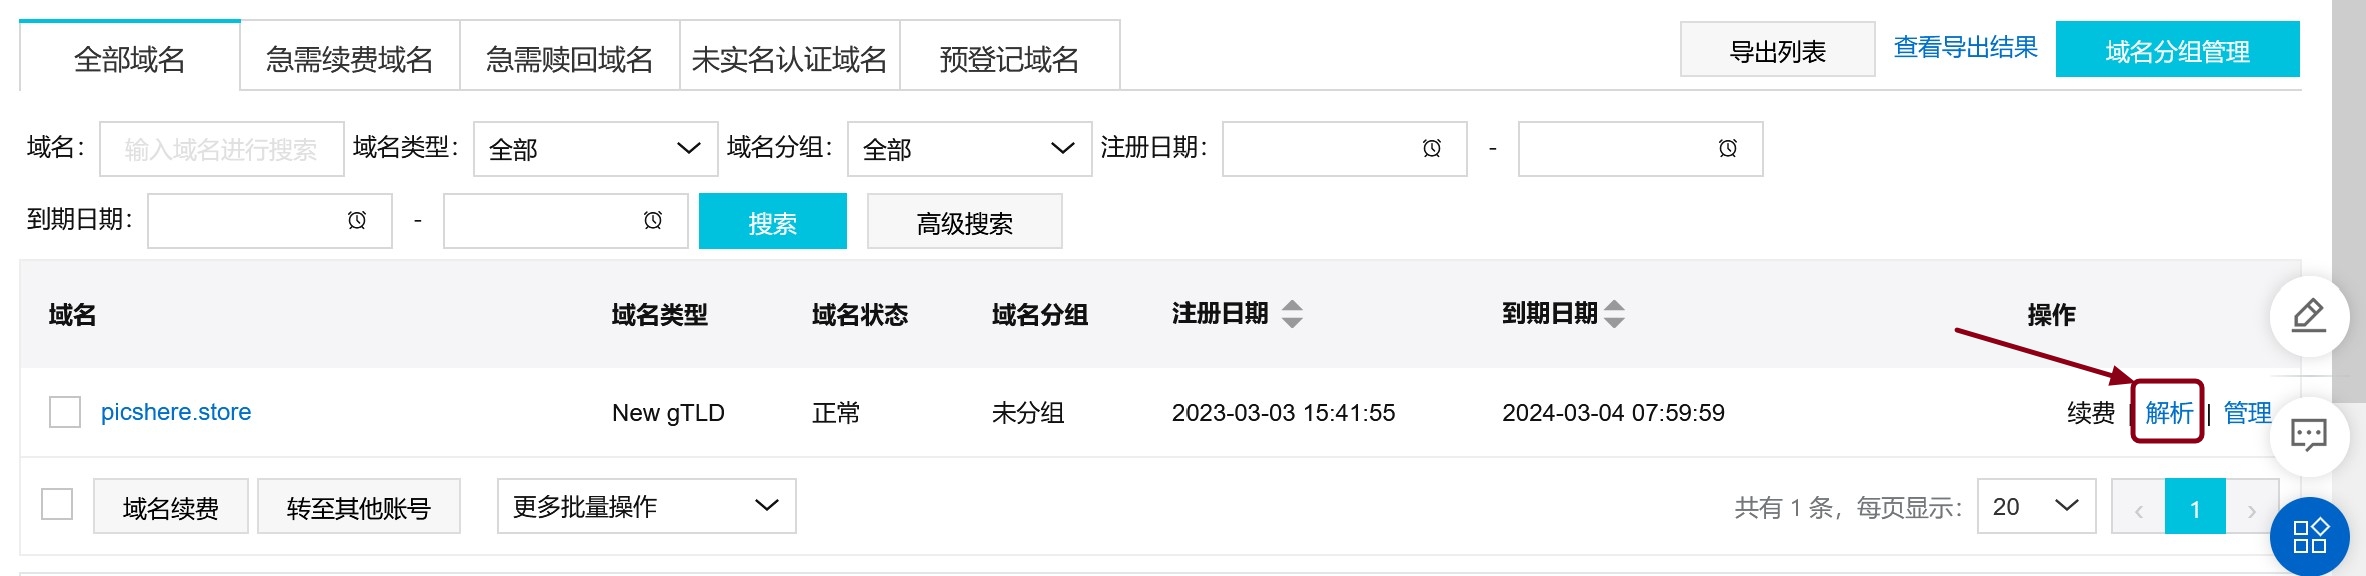 全部域名 急需续费域名 急需赎回域名 未实名认证域名 预登记域名 导出列表 查看导出结果 域名分组管理
域名： 输入域名进行搜索 域名类型： 全部 域名分组： 全部 注册日期： -
到期日期： - 搜索 高级搜索
域名 域名类型 域名状态 域名分组 注册日期 到期日期 操作
picshere.store New gTLD 正常 未分组 2023-03-03 15:41:55 2024-03-04 07:59:59 续费 | 解析 | 管理
域名续费 转至其他账号 更多批量操作 共有 1 条，每页显示： 20 ‹ 1 ›